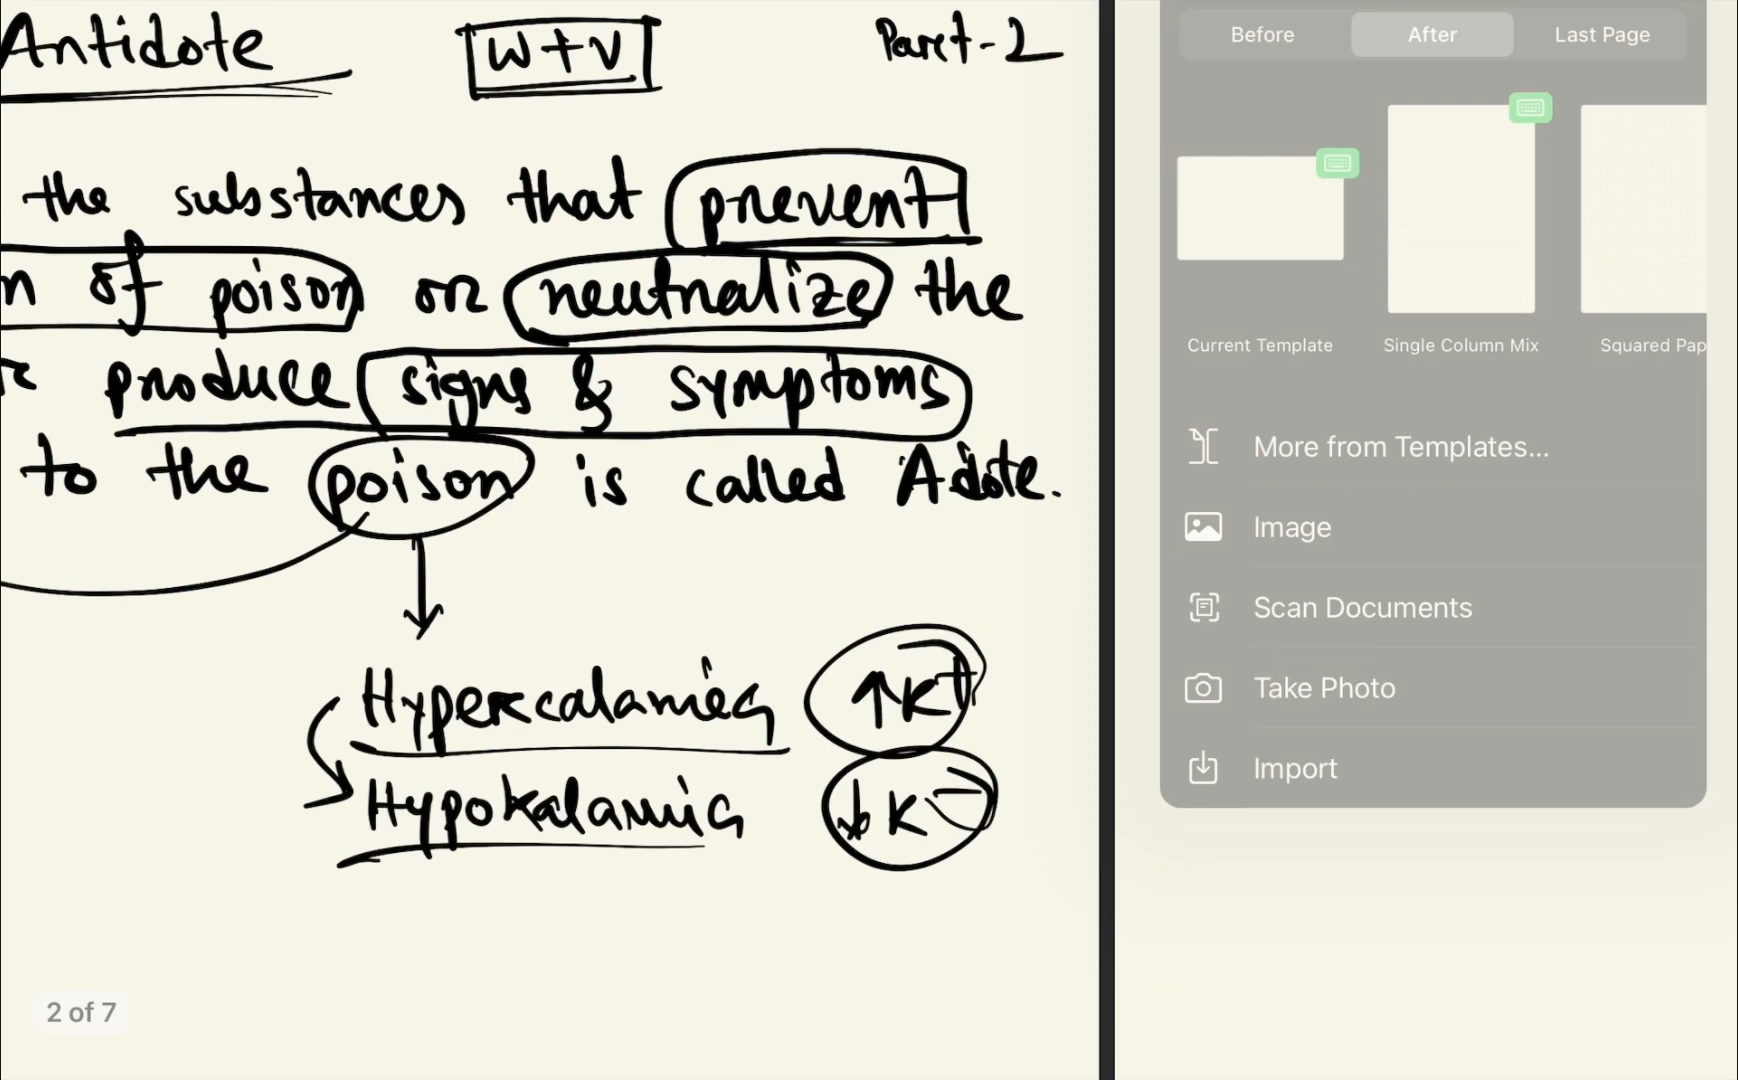 Antidote W+V Part-2
the substances that prevent
n of poison or neutralize the
produce signs & symptoms
to the poison is called Adote.
Hypercalamica ↑K+
Hypokalamia ↓K-
2 of 7
Before After Last Page
Current Template Single Column Mix Squared Pap
More from Templates...
Image
Scan Documents
Take Photo
Import